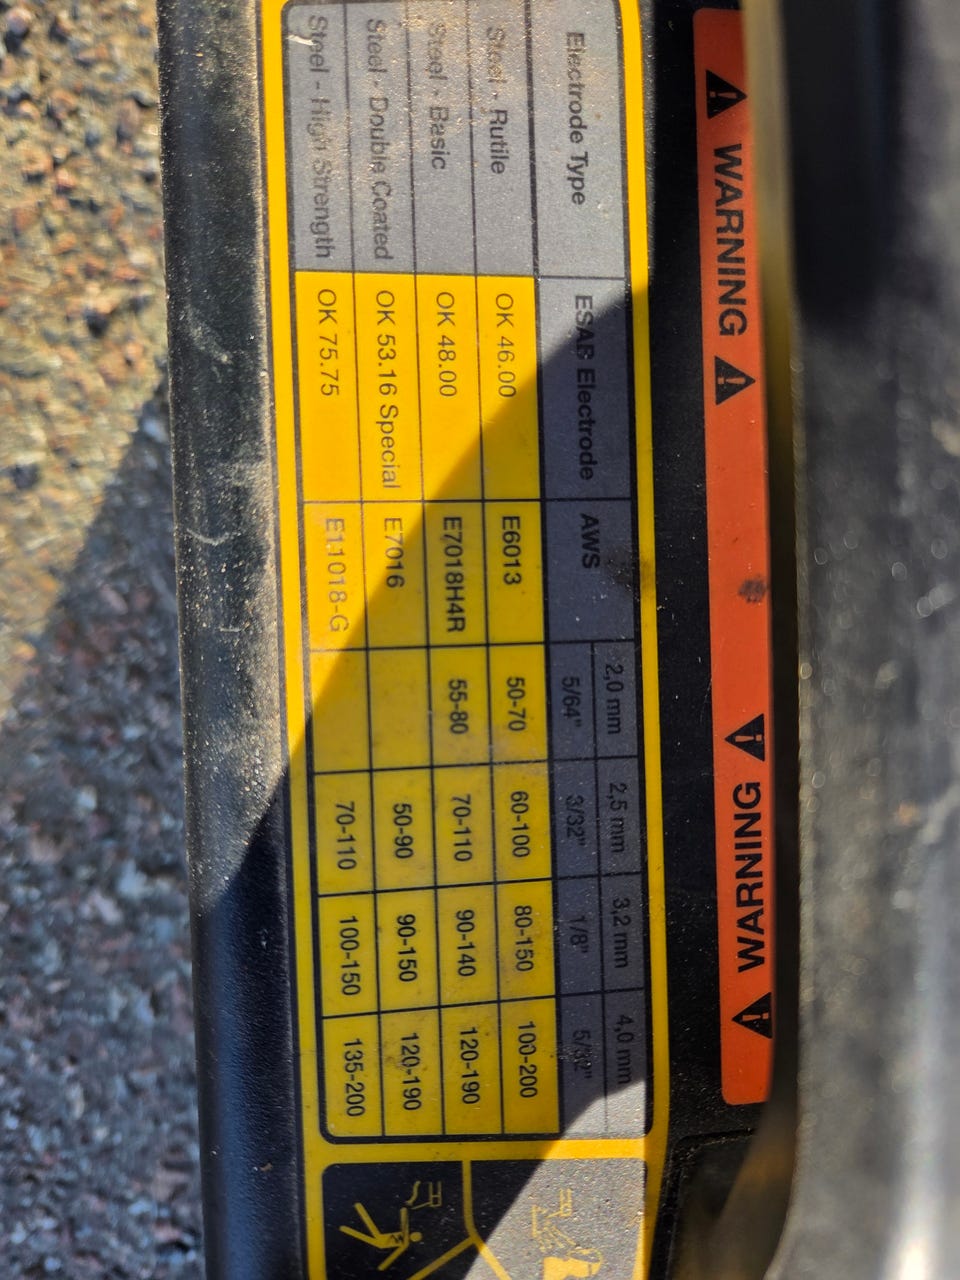 WARNING WARNING
Electrode Type ESAB Electrode AWS 2,0 mm 2,5 mm 3,2 mm 4,0 mm
5/64" 3/32" 1/8" 5/32"
Steel - Rutile OK 46.00 E6013 50-70 60-100 80-150 100-200
Steel - Basic OK 48.00 E7018H4R 55-80 70-110 90-140 120-190
Steel - Double Coated OK 53.16 Special E7016 50-90 90-150 120-190
Steel - High Strength OK 75.75 E11018-G 70-110 100-150 135-200